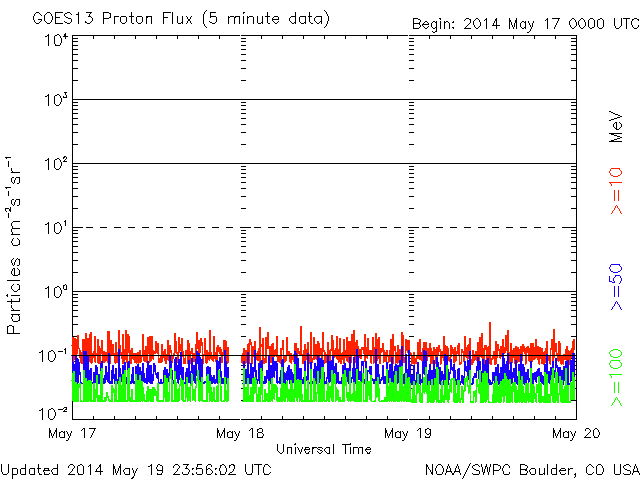 GOES13 Proton Flux (5 minute data)
Begin: 2014 May 17 0000 UTC
10⁴
10³
10²
10¹
10⁰
10⁻¹
10⁻²
Particles cm⁻²s⁻¹sr⁻¹
MeV
>=10
>=50
>=100
May 17
May 18
May 19
May 20
Universal Time
Updated 2014 May 19 23:56:02 UTC
NOAA/SWPC Boulder, CO USA